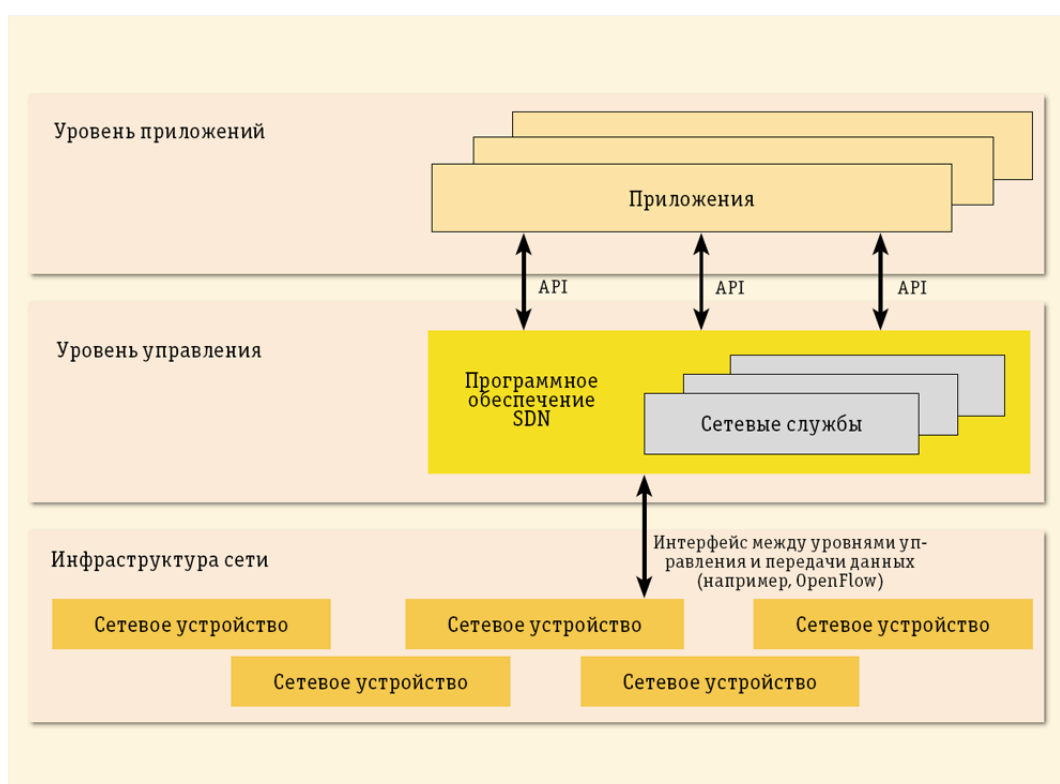 Уровень приложений
Приложения
API
API
API
Уровень управления
Программное
обеспечение
SDN
Сетевые службы
Инфраструктура сети
Интерфейс между уровнями уп-
равления и передачи данных
(например, OpenFlow)
Сетевое устройство
Сетевое устройство
Сетевое устройство
Сетевое устройство
Сетевое устройство